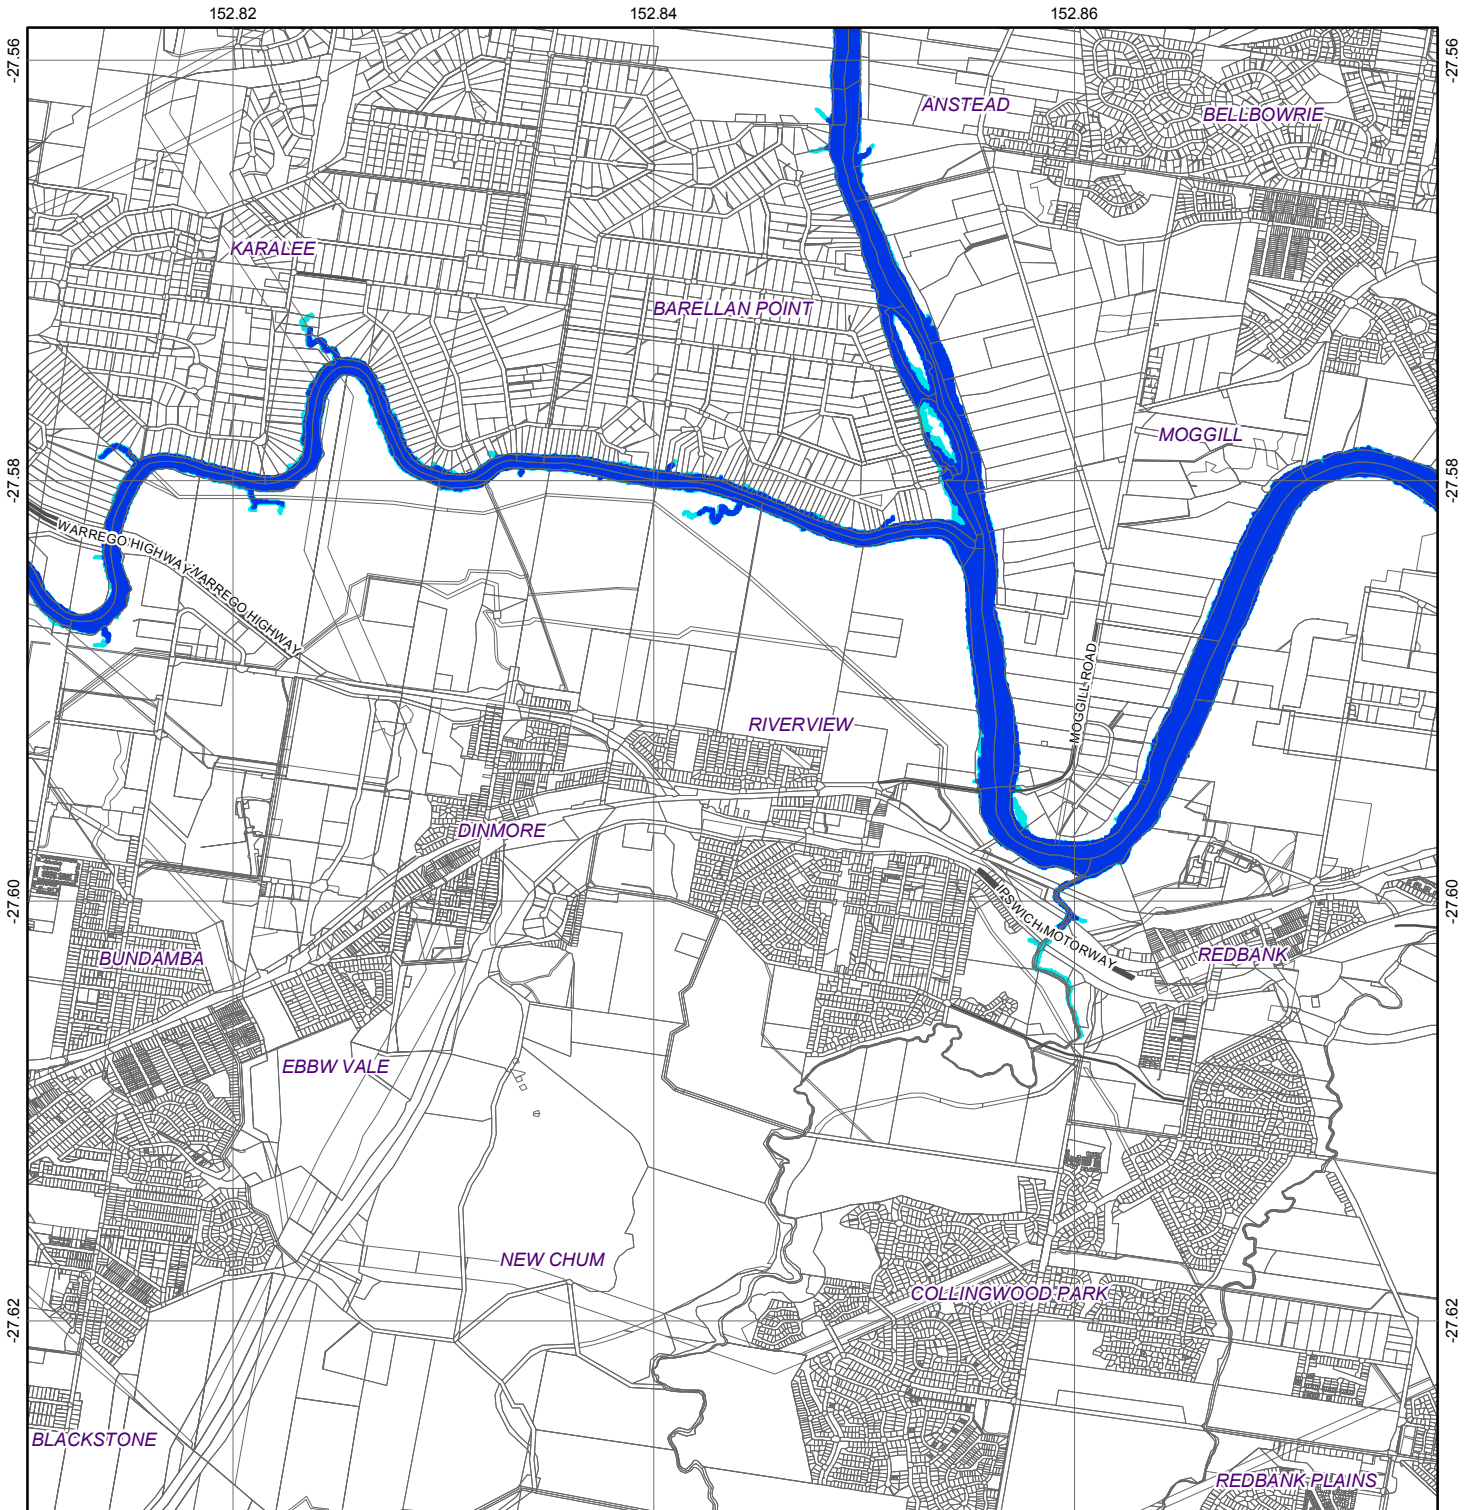 152.82
152.84
152.86
-27.56
-27.56
ANSTEAD
BELLBOWRIE
KARALEE
BARELLAN POINT
MOGGILL
-27.58
-27.58
WARREGO HIGHWAY
WARREGO HIGHWAY
MOGGILL ROAD
RIVERVIEW
DINMORE
-27.60
-27.60
IPSWICH MOTORWAY
BUNDAMBA
REDBANK
EBBW VALE
NEW CHUM
COLLINGWOOD PARK
-27.62
-27.62
BLACKSTONE
REDBANK PLAINS